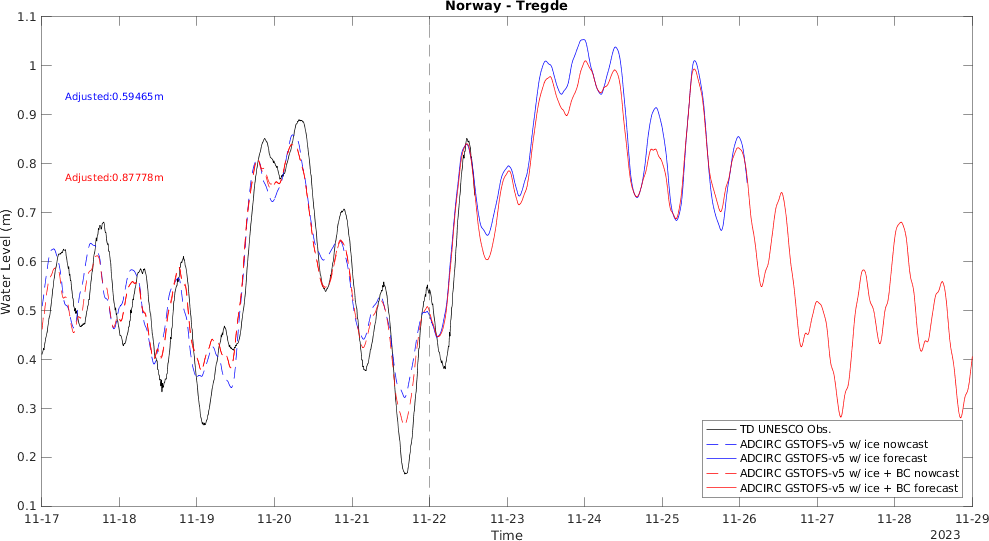 Norway - Tregde
Water Level (m)
1.1
1
0.9
0.8
0.7
0.6
0.5
0.4
0.3
0.2
0.1
Adjusted:0.59465m
Adjusted:0.87778m
TD UNESCO Obs.
ADCIRC GSTOFS-v5 w/ ice nowcast
ADCIRC GSTOFS-v5 w/ ice forecast
ADCIRC GSTOFS-v5 w/ ice + BC nowcast
ADCIRC GSTOFS-v5 w/ ice + BC forecast
11-17 11-18 11-19 11-20 11-21 11-22 11-23 11-24 11-25 11-26 11-27 11-28 11-29
Time
2023